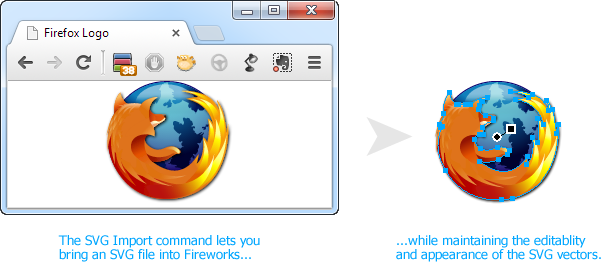 Firefox Logo
38
The SVG Import command lets you
bring an SVG file into Fireworks...
...while maintaining the editablity
and appearance of the SVG vectors.